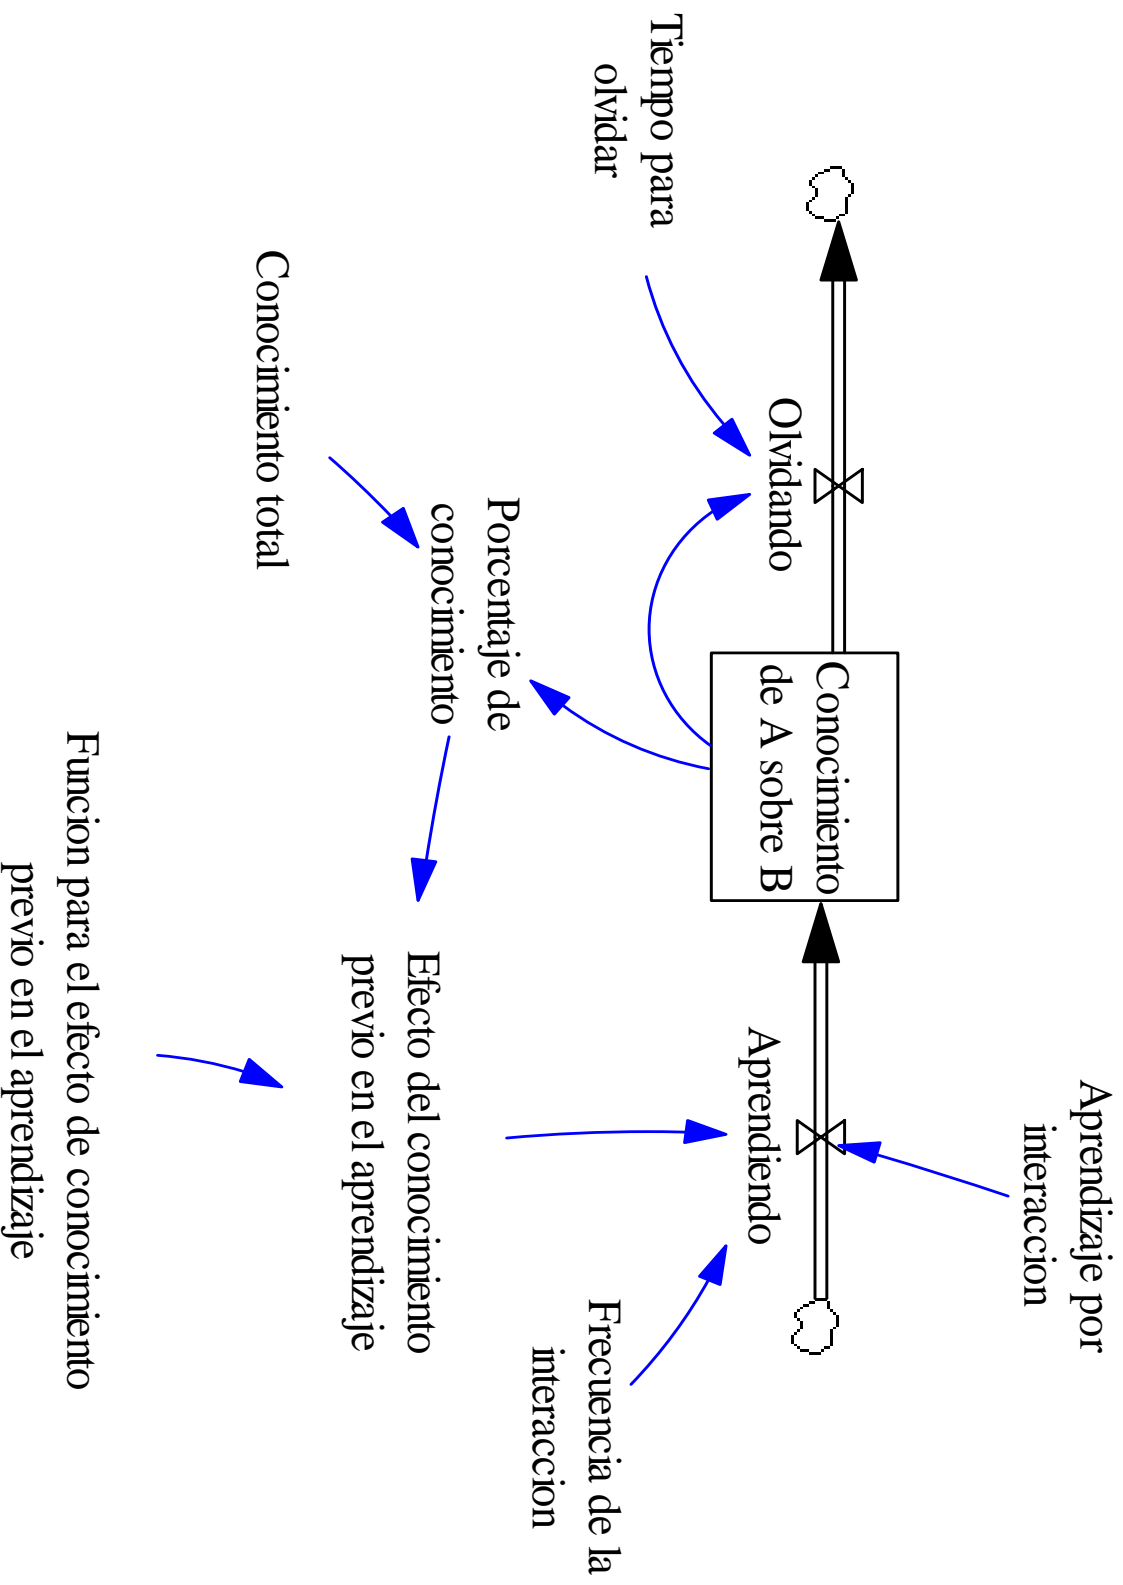 Aprendizaje por
interaccion
Conocimiento
de A sobre B
Olvidando
Aprendiendo
Tiempo para
olvidar
Frecuencia de la
interaccion
Porcentaje de
conocimiento
Efecto del conocimiento
previo en el aprendizaje
Conocimiento total
Funcion para el efecto de conocimiento
previo en el aprendizaje